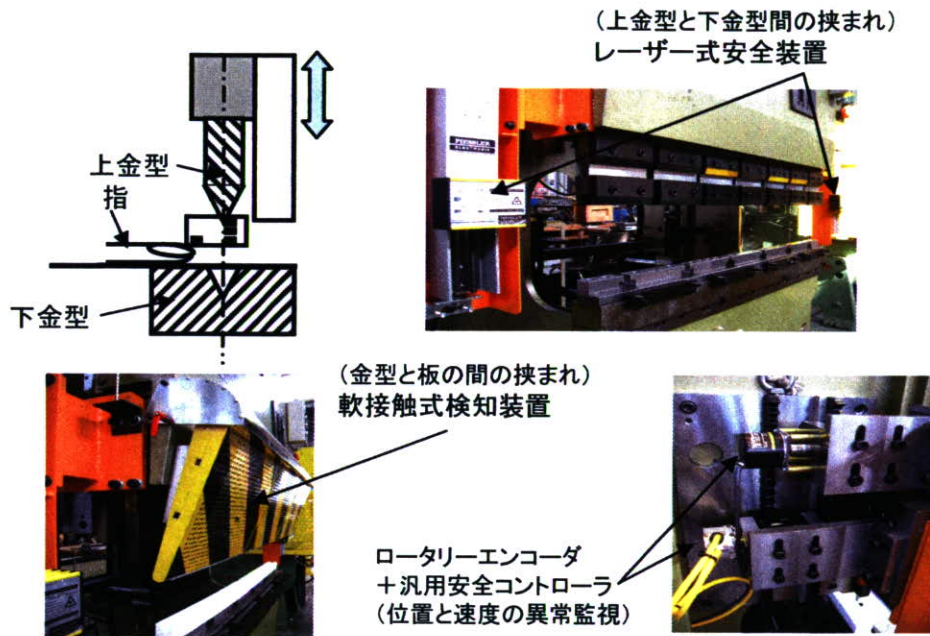 (上金型と下金型間の挟まれ)
レーザー式安全装置
上金型
指
下金型
FIESSLER
ELEKTRONIK
(金型と板の間の挟まれ)
軟接触式検知装置
ロータリーエンコーダ
+汎用安全コントローラ
(位置と速度の異常監視)